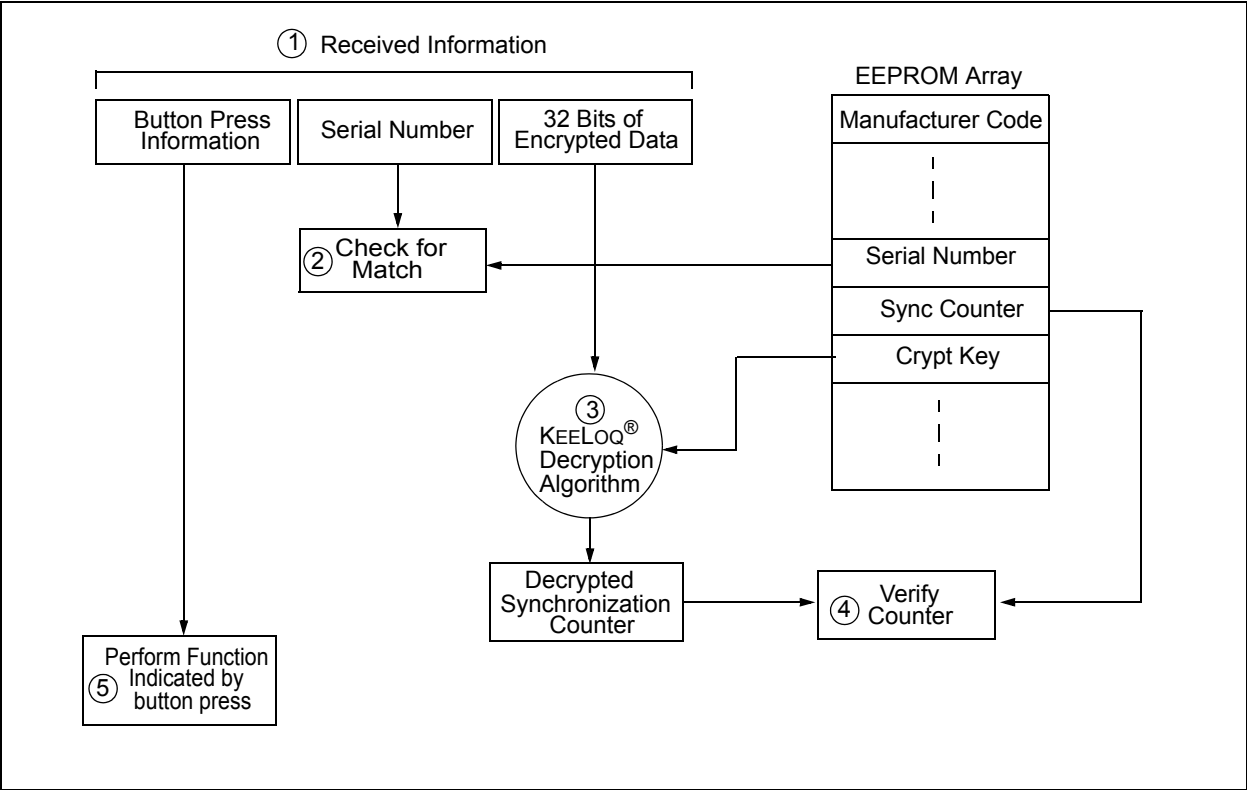 ① Received Information
EEPROM Array
Button Press
Information
Serial Number
32 Bits of
Encrypted Data
Manufacturer Code
② Check for
Match
Serial Number
Sync Counter
Crypt Key
③
KEELOQ®
Decryption
Algorithm
Decrypted
Synchronization
Counter
④ Verify
Counter
Perform Function
⑤ Indicated by
button press